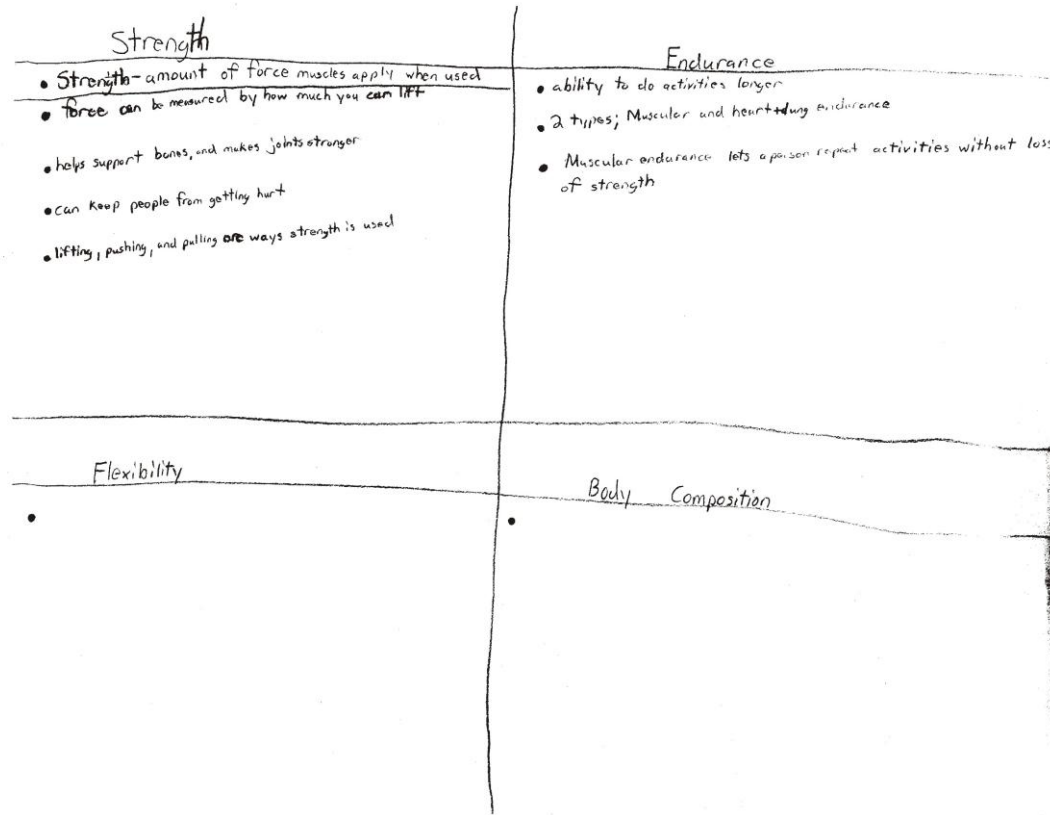 Strength
• Strength- amount of force muscles apply when used
• force can be measured by how much you can lift
• helps support bones, and makes joints stronger
• can keep people from getting hurt
• lifting, pushing, and pulling are ways strength is used
Endurance
• ability to do activities longer
• 2 types; Muscular and heart+lung endurance
• Muscular endurance lets a person repeat activities without loss
of strength
Flexibility
•
Body Composition
•